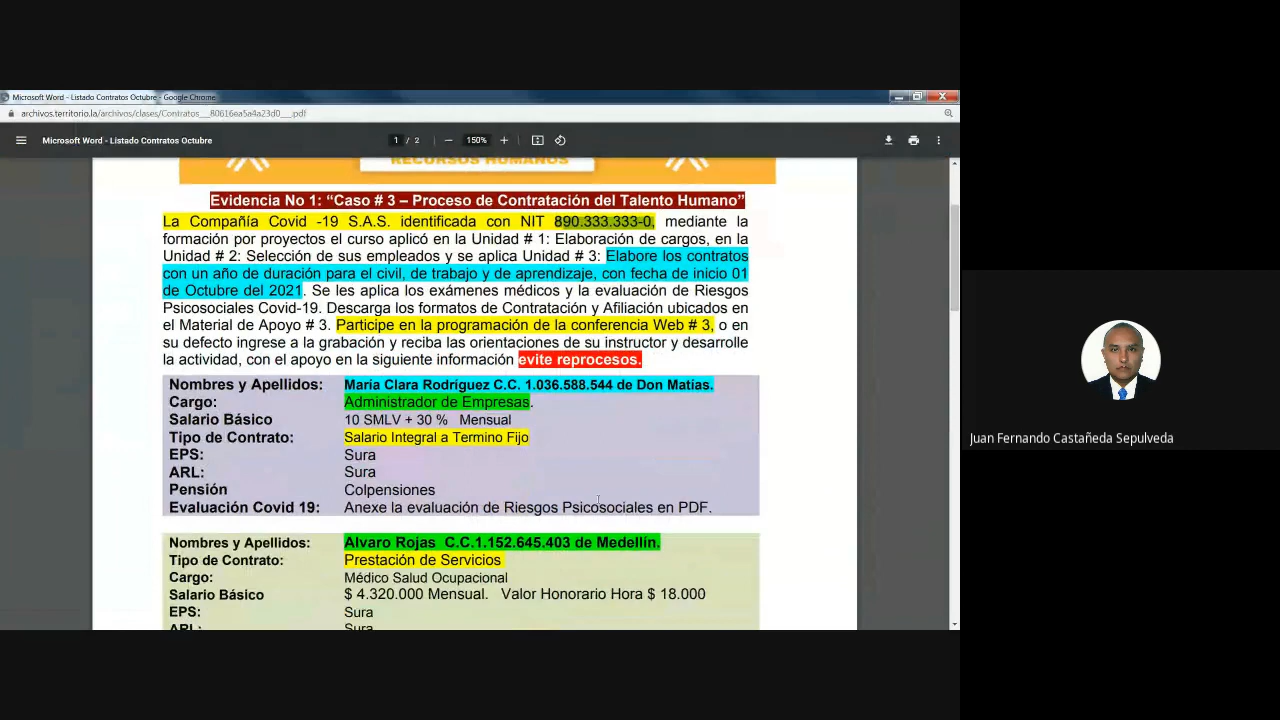 Microsoft Word - Listado Contratos Octubre - Google Chrome
archivos.territorio.la/archivos/clases/Contratos__80616ea5a4a23d0__.pdf
Microsoft Word - Listado Contratos Octubre
1 / 2
150%
RECURSOS HUMANOS
Evidencia No 1: “Caso # 3 – Proceso de Contratación del Talento Humano”
La Compañía Covid -19 S.A.S. identificada con NIT 890.333.333-0, mediante la
formación por proyectos el curso aplicó en la Unidad # 1: Elaboración de cargos, en la
Unidad # 2: Selección de sus empleados y se aplica Unidad # 3: Elabore los contratos
con un año de duración para el civil, de trabajo y de aprendizaje, con fecha de inicio 01
de Octubre del 2021. Se les aplica los exámenes médicos y la evaluación de Riesgos
Psicosociales Covid-19. Descarga los formatos de Contratación y Afiliación ubicados en
el Material de Apoyo # 3. Participe en la programación de la conferencia Web # 3, o en
su defecto ingrese a la grabación y reciba las orientaciones de su instructor y desarrolle
la actividad, con el apoyo en la siguiente información evite reprocesos.
Nombres y Apellidos: María Clara Rodríguez C.C. 1.036.588.544 de Don Matías.
Cargo: Administrador de Empresas.
Salario Básico 10 SMLV + 30 % Mensual
Tipo de Contrato: Salario Integral a Termino Fijo
EPS: Sura
ARL: Sura
Pensión Colpensiones
Evaluación Covid 19: Anexe la evaluación de Riesgos Psicosociales en PDF.
Nombres y Apellidos: Alvaro Rojas C.C.1.152.645.403 de Medellín.
Tipo de Contrato: Prestación de Servicios
Cargo: Médico Salud Ocupacional
Salario Básico $ 4.320.000 Mensual. Valor Honorario Hora $ 18.000
EPS: Sura
ARL: Sura
Juan Fernando Castañeda Sepulveda